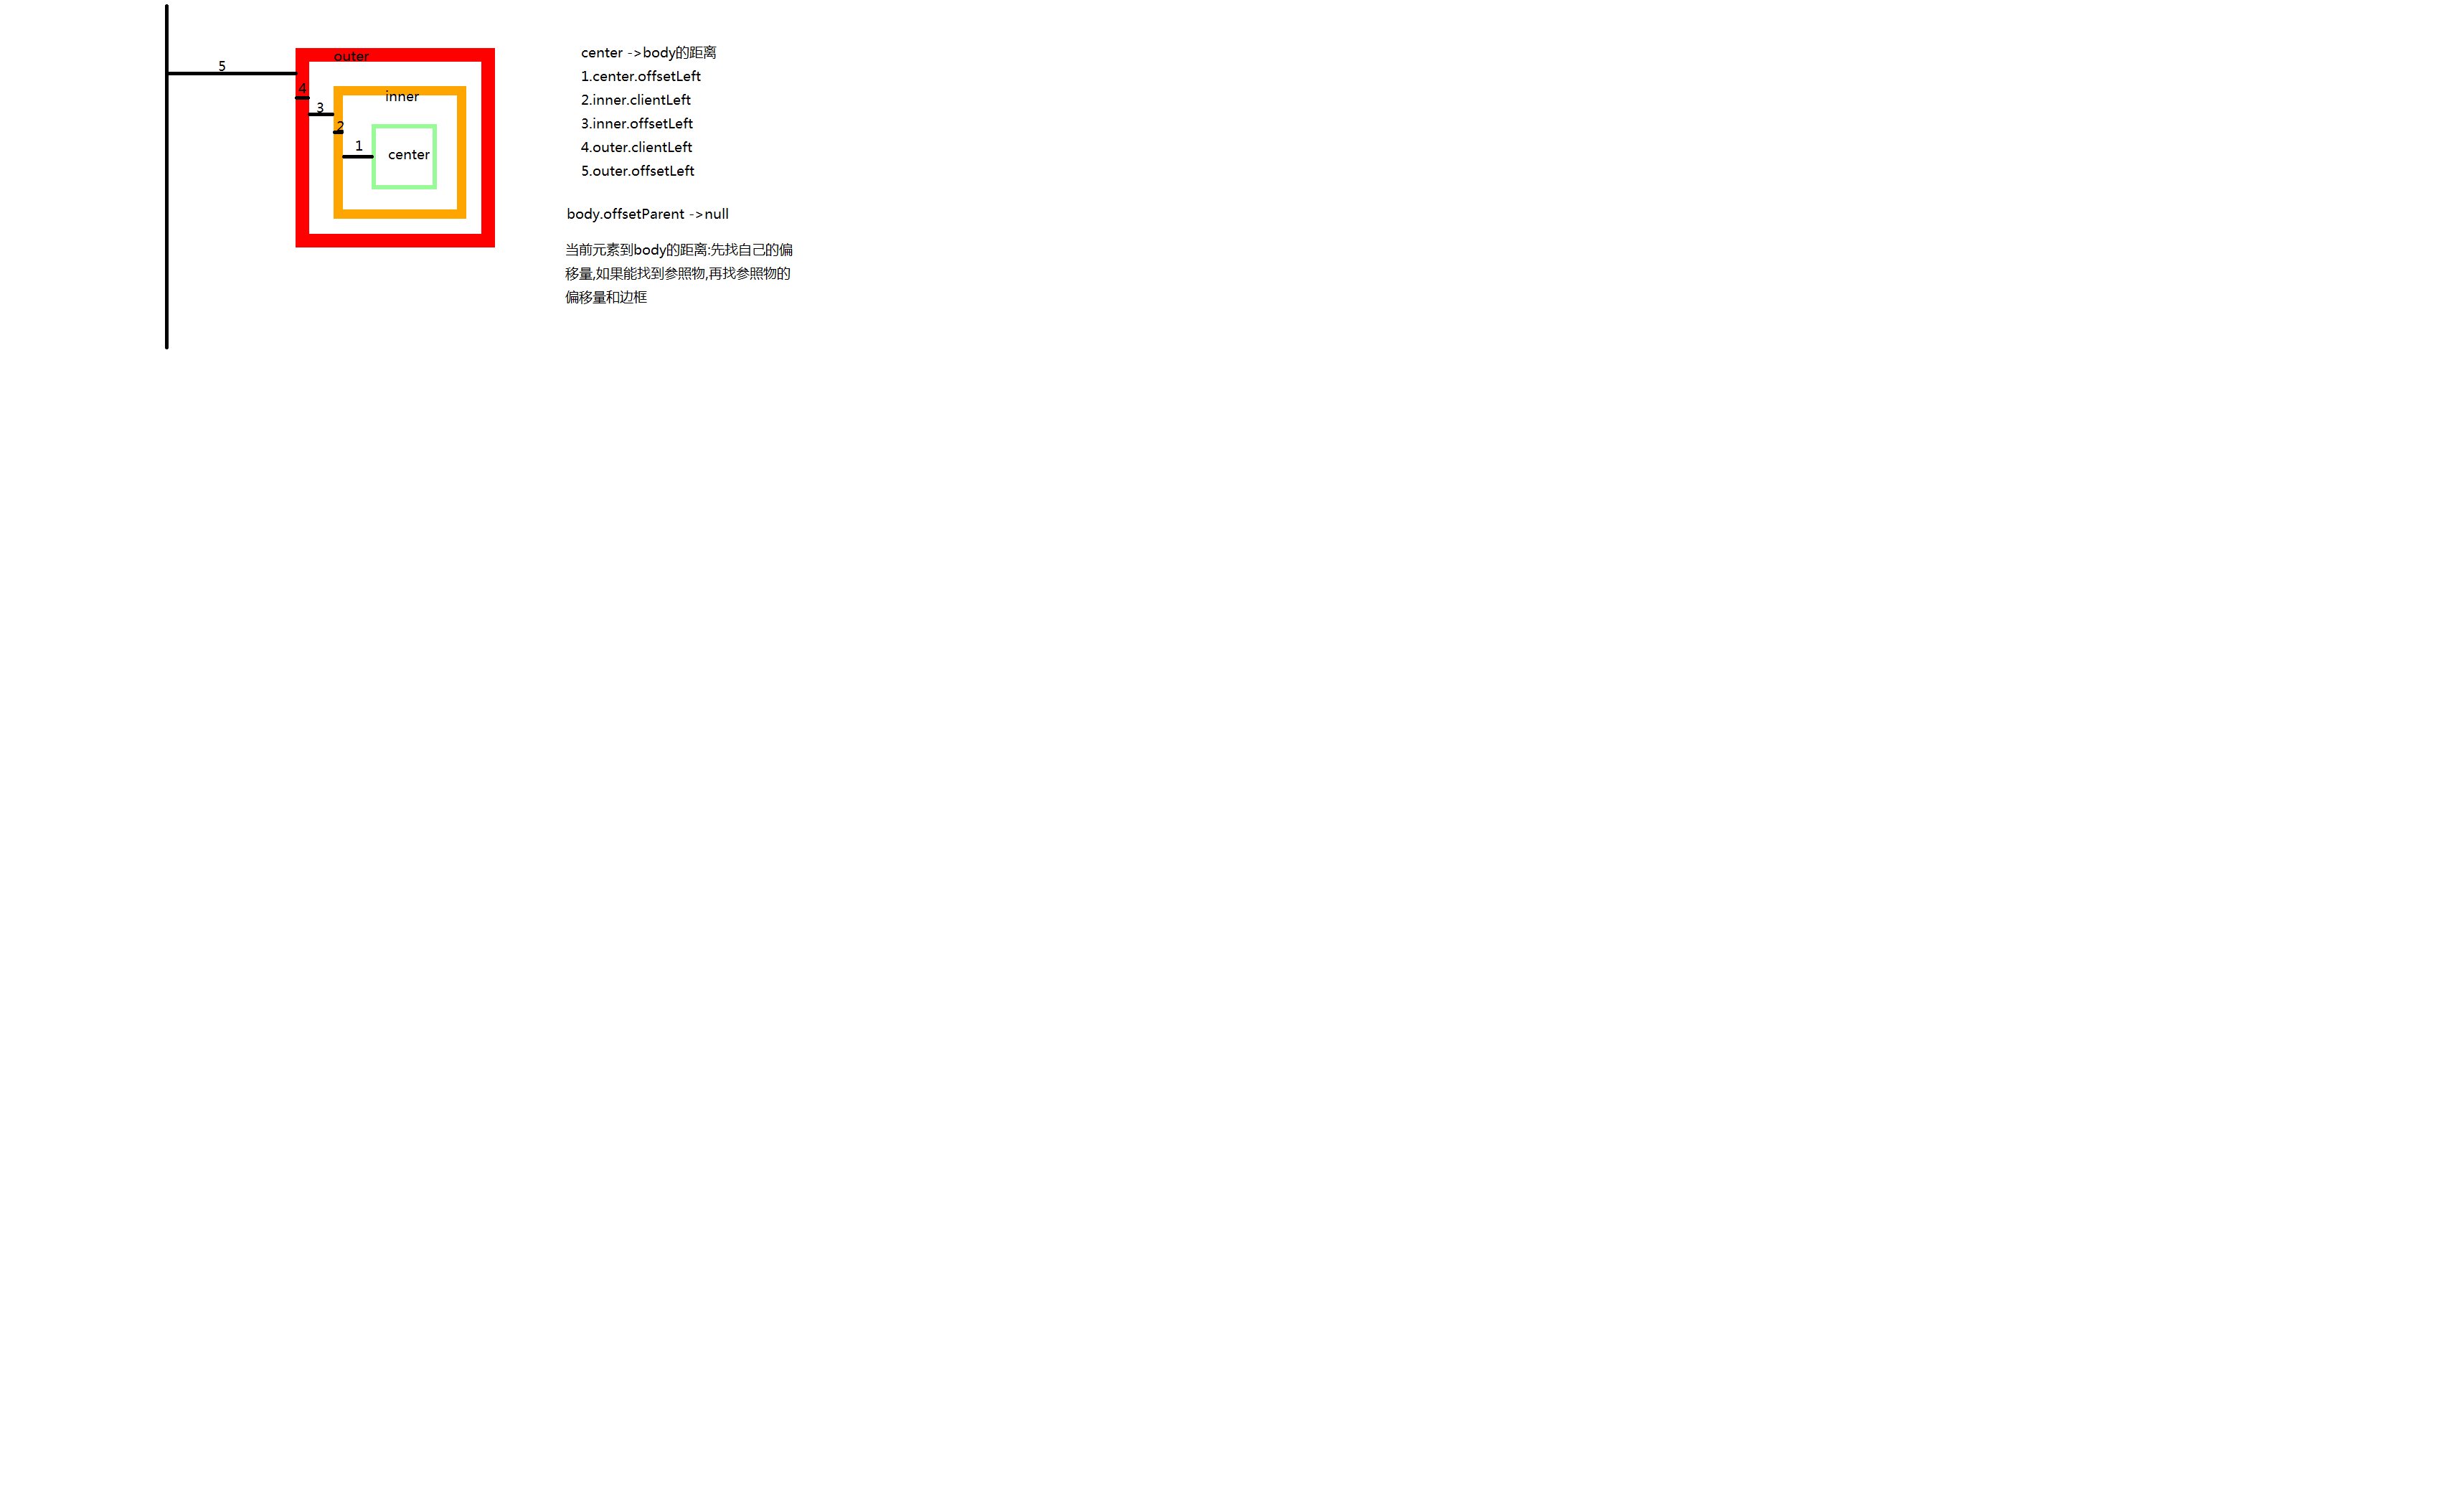 outer
5
4
inner
3
2
1
center
center ->body的距离
1.center.offsetLeft
2.inner.clientLeft
3.inner.offsetLeft
4.outer.clientLeft
5.outer.offsetLeft
body.offsetParent ->null
当前元素到body的距离:先找自己的偏
移量,如果能找到参照物,再找参照物的
偏移量和边框